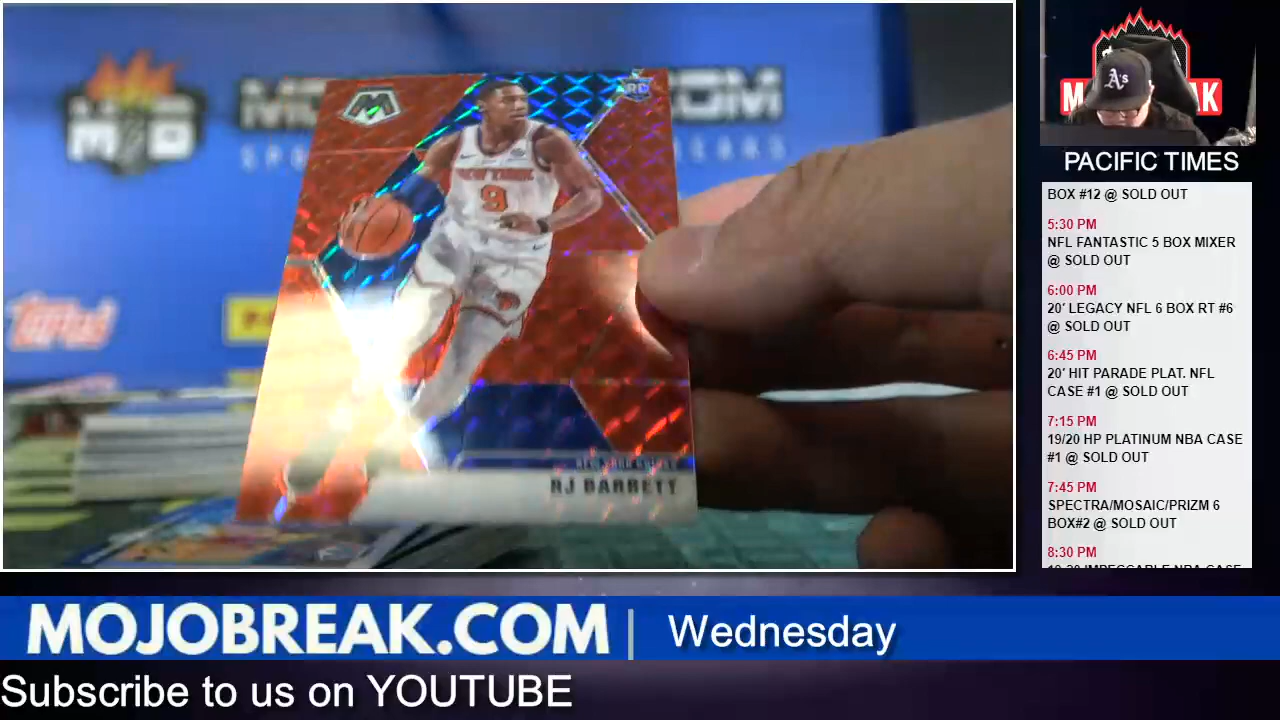 M
RC
NEW YORK
9
RJ BARRETT
Topps
A's
PACIFIC TIMES
BOX #12 @ SOLD OUT
5:30 PM
NFL FANTASTIC 5 BOX MIXER
@ SOLD OUT
6:00 PM
20' LEGACY NFL 6 BOX RT #6
@ SOLD OUT
6:45 PM
20' HIT PARADE PLAT. NFL
CASE #1 @ SOLD OUT
7:15 PM
19/20 HP PLATINUM NBA CASE
#1 @ SOLD OUT
7:45 PM
SPECTRA/MOSAIC/PRIZM 6
BOX#2 @ SOLD OUT
8:30 PM
MOJOBREAK.COM | Wednesday
Subscribe to us on YOUTUBE